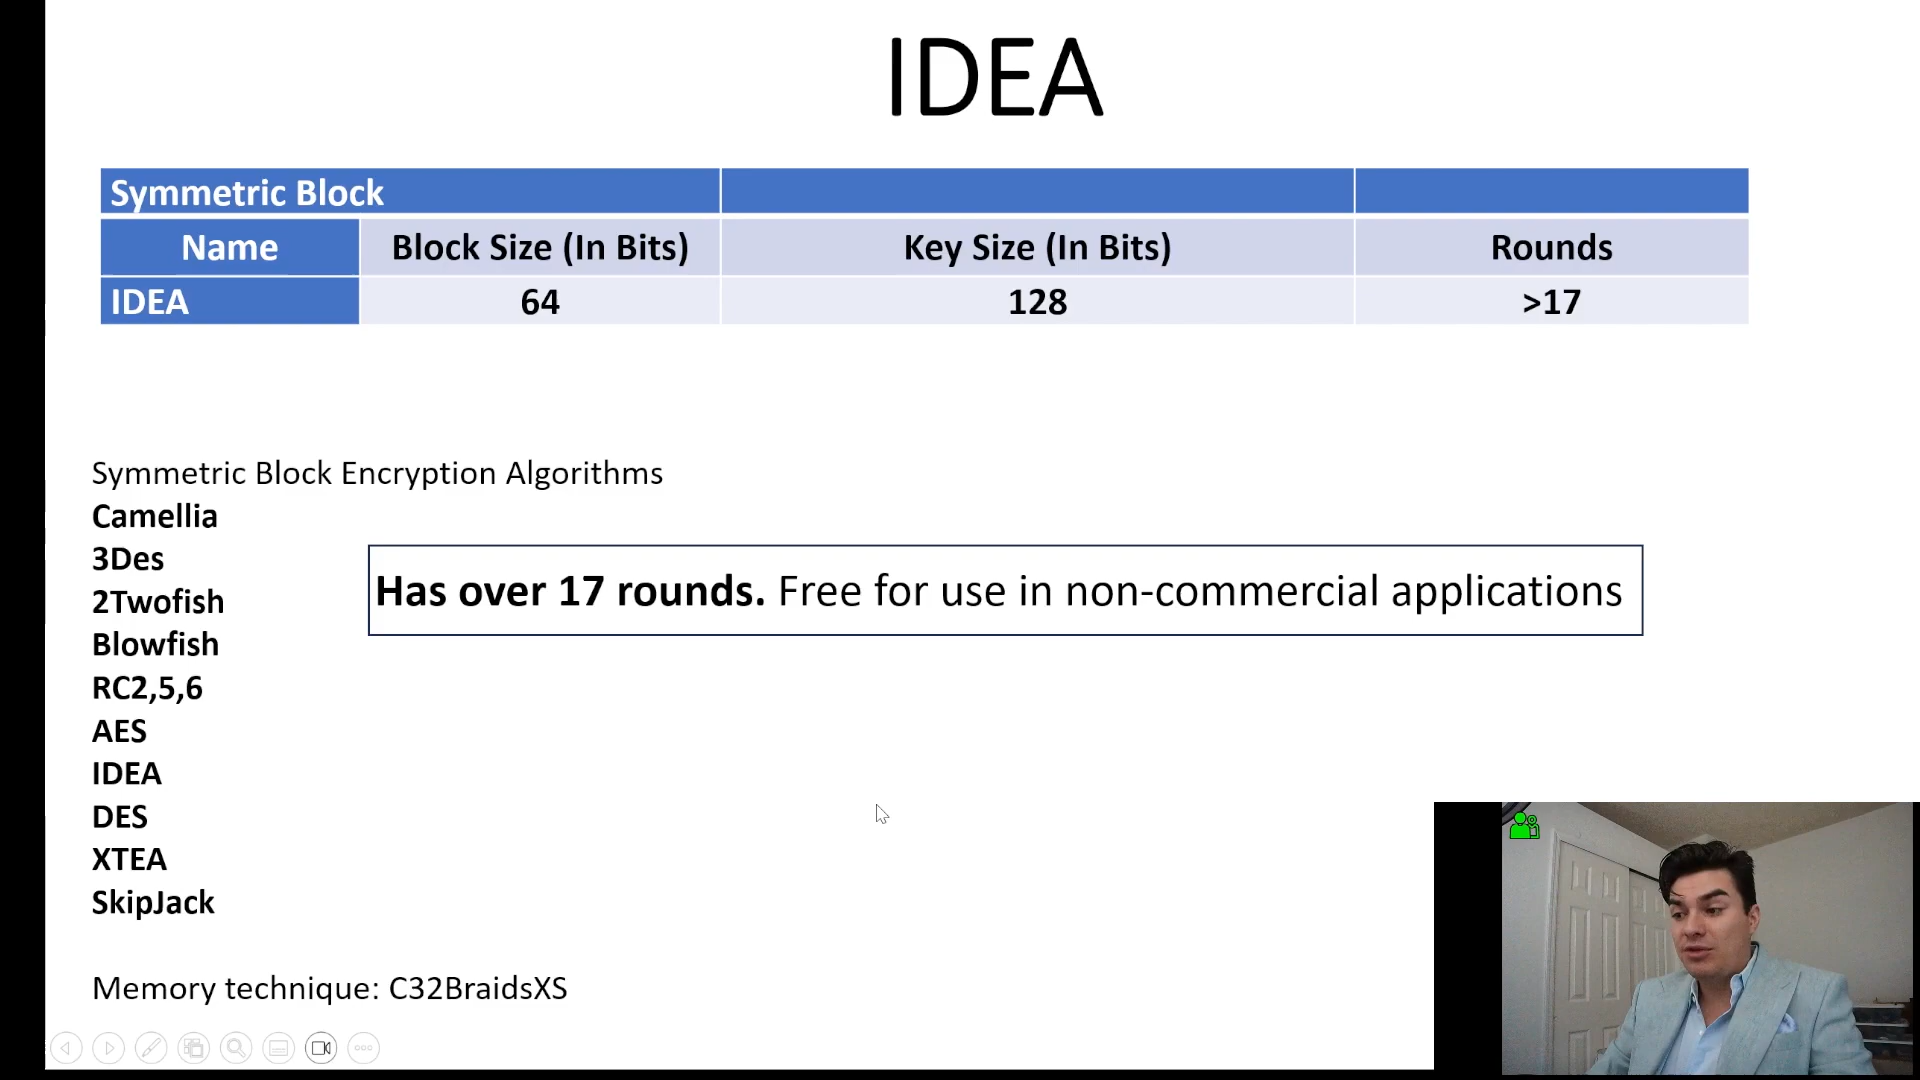 IDEA
Symmetric Block
Name Block Size (In Bits) Key Size (In Bits) Rounds
IDEA 64 128 >17
Symmetric Block Encryption Algorithms
Camellia
3Des
2Twofish
Blowfish
RC2,5,6
AES
IDEA
DES
XTEA
SkipJack
Has over 17 rounds. Free for use in non-commercial applications
Memory technique: C32BraidsXS